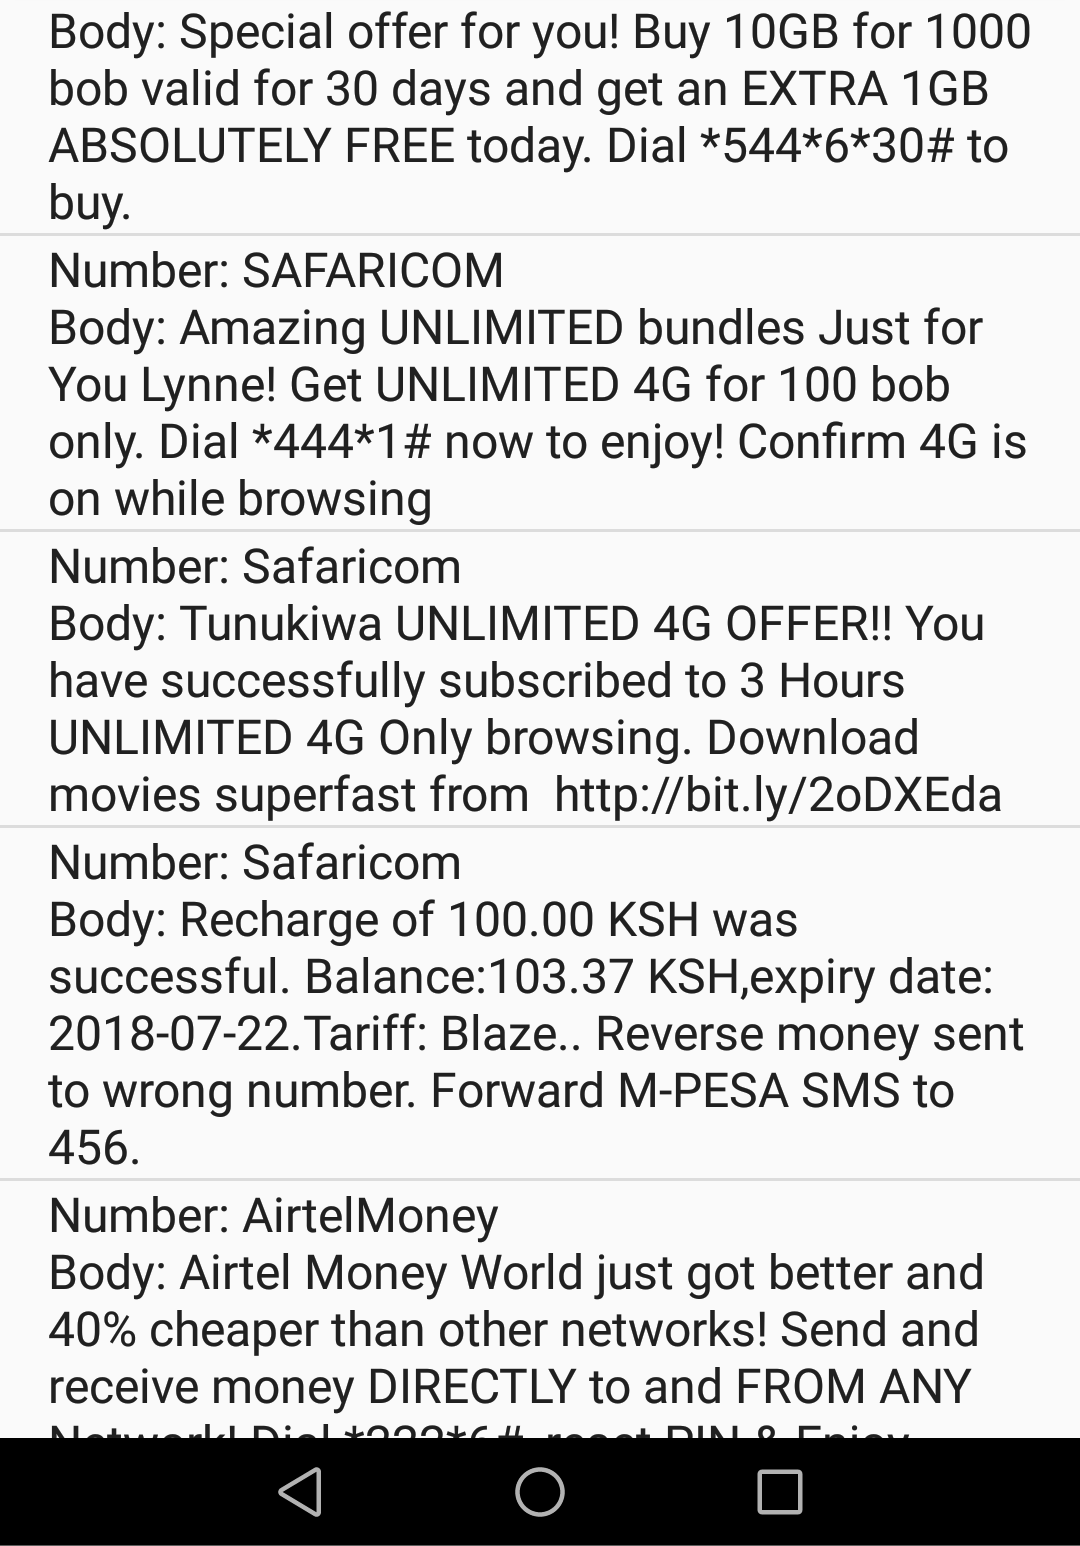 Body: Special offer for you! Buy 10GB for 1000
bob valid for 30 days and get an EXTRA 1GB
ABSOLUTELY FREE today. Dial *544*6*30# to
buy.
Number: SAFARICOM
Body: Amazing UNLIMITED bundles Just for
You Lynne! Get UNLIMITED 4G for 100 bob
only. Dial *444*1# now to enjoy! Confirm 4G is
on while browsing
Number: Safaricom
Body: Tunukiwa UNLIMITED 4G OFFER!! You
have successfully subscribed to 3 Hours
UNLIMITED 4G Only browsing. Download
movies superfast from  http://bit.ly/2oDXEda
Number: Safaricom
Body: Recharge of 100.00 KSH was
successful. Balance:103.37 KSH,expiry date:
2018-07-22.Tariff: Blaze.. Reverse money sent
to wrong number. Forward M-PESA SMS to
456.
Number: AirtelMoney
Body: Airtel Money World just got better and
40% cheaper than other networks! Send and
receive money DIRECTLY to and FROM ANY
Network! Dial reset PIN & Enjoy